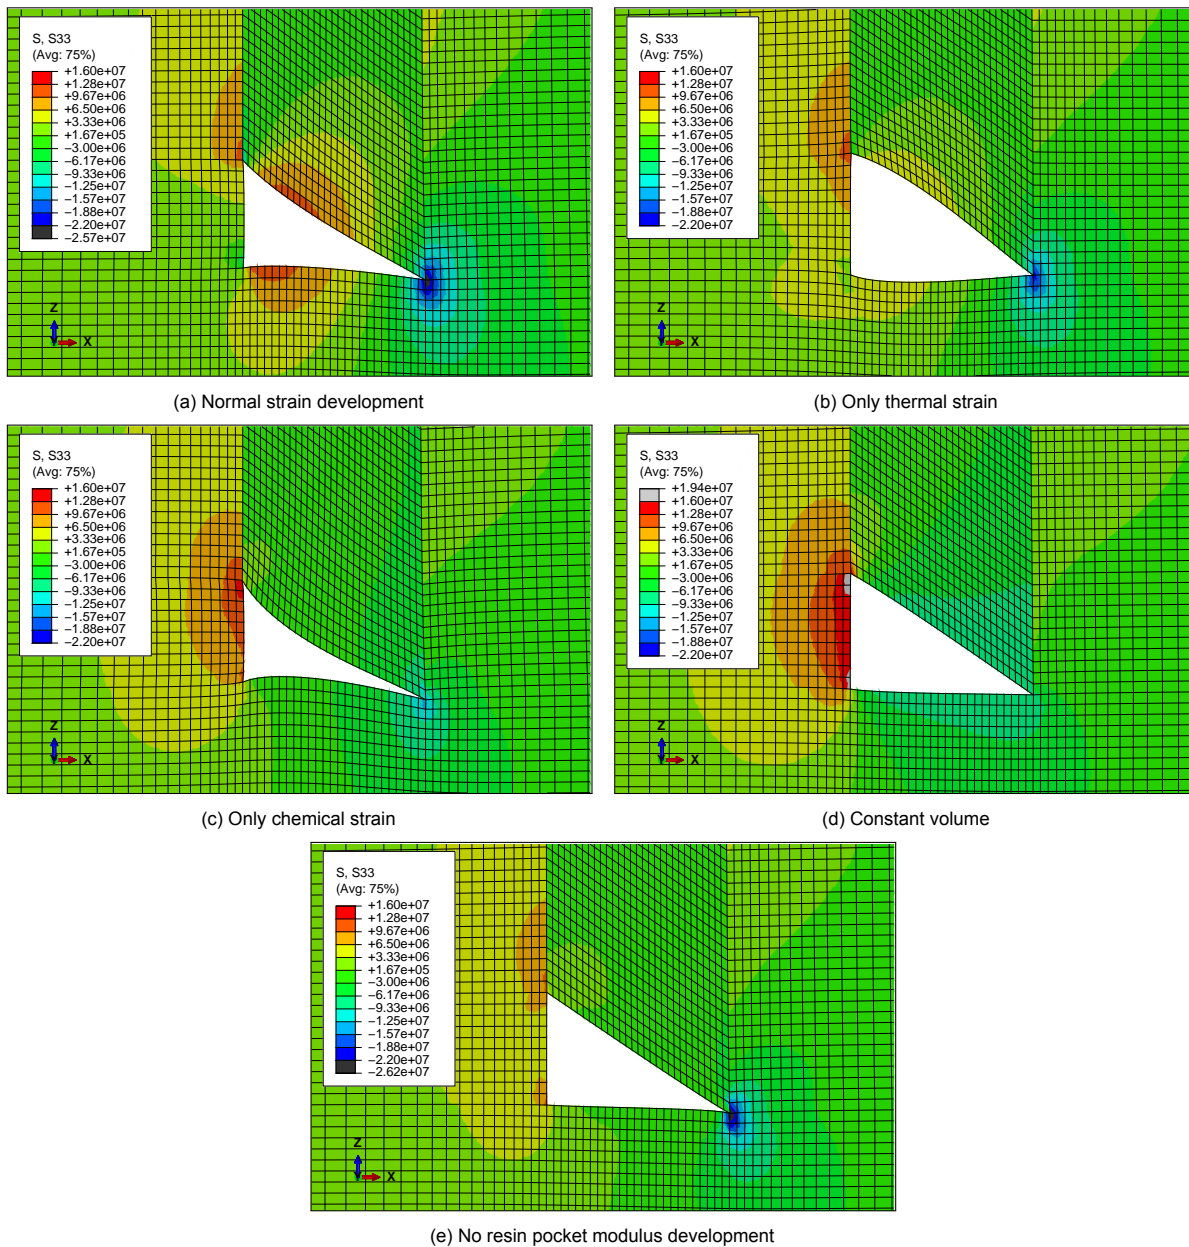 S, S33
(Avg: 75%)
+1.60e+07
+1.28e+07
+9.67e+06
+6.50e+06
+3.33e+06
+1.67e+05
−3.00e+06
−6.17e+06
−9.33e+06
−1.25e+07
−1.57e+07
−1.88e+07
−2.20e+07
−2.57e+07
Z
X
(a) Normal strain development
S, S33
(Avg: 75%)
+1.60e+07
+1.28e+07
+9.67e+06
+6.50e+06
+3.33e+06
+1.67e+05
−3.00e+06
−6.17e+06
−9.33e+06
−1.25e+07
−1.57e+07
−1.88e+07
−2.20e+07
Z
X
(b) Only thermal strain
S, S33
(Avg: 75%)
+1.60e+07
+1.28e+07
+9.67e+06
+6.50e+06
+3.33e+06
+1.67e+05
−3.00e+06
−6.17e+06
−9.33e+06
−1.25e+07
−1.57e+07
−1.88e+07
−2.20e+07
Z
X
(c) Only chemical strain
S, S33
(Avg: 75%)
+1.94e+07
+1.60e+07
+1.28e+07
+9.67e+06
+6.50e+06
+3.33e+06
+1.67e+05
−3.00e+06
−6.17e+06
−9.33e+06
−1.25e+07
−1.57e+07
−1.88e+07
−2.20e+07
Z
X
(d) Constant volume
S, S33
(Avg: 75%)
+1.60e+07
+1.28e+07
+9.67e+06
+6.50e+06
+3.33e+06
+1.67e+05
−3.00e+06
−6.17e+06
−9.33e+06
−1.25e+07
−1.57e+07
−1.88e+07
−2.20e+07
−2.62e+07
Z
X
(e) No resin pocket modulus development